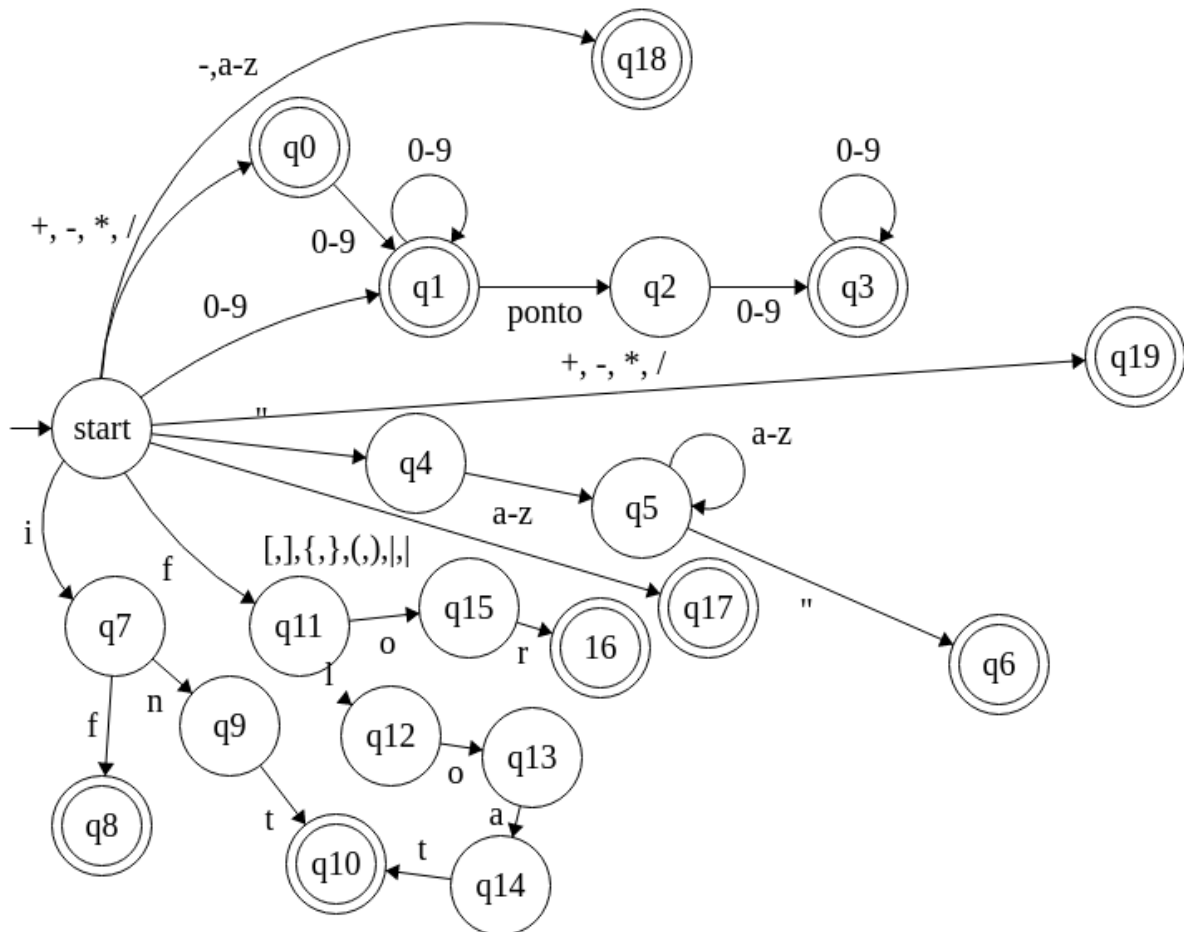 q18
-,a-z
q0
0-9
0-9
+, -, *, /
0-9
q1
q2
q3
0-9
ponto
0-9
+, -, *, /
q19
"
start
q4
a-z
q5
a-z
[,],{,},(,),|,|
i
f
q7
q11
o
q15
r
16
q17
"
q6
l
n
f
q9
q12
o
q13
a
t
t
q8
q10
q14